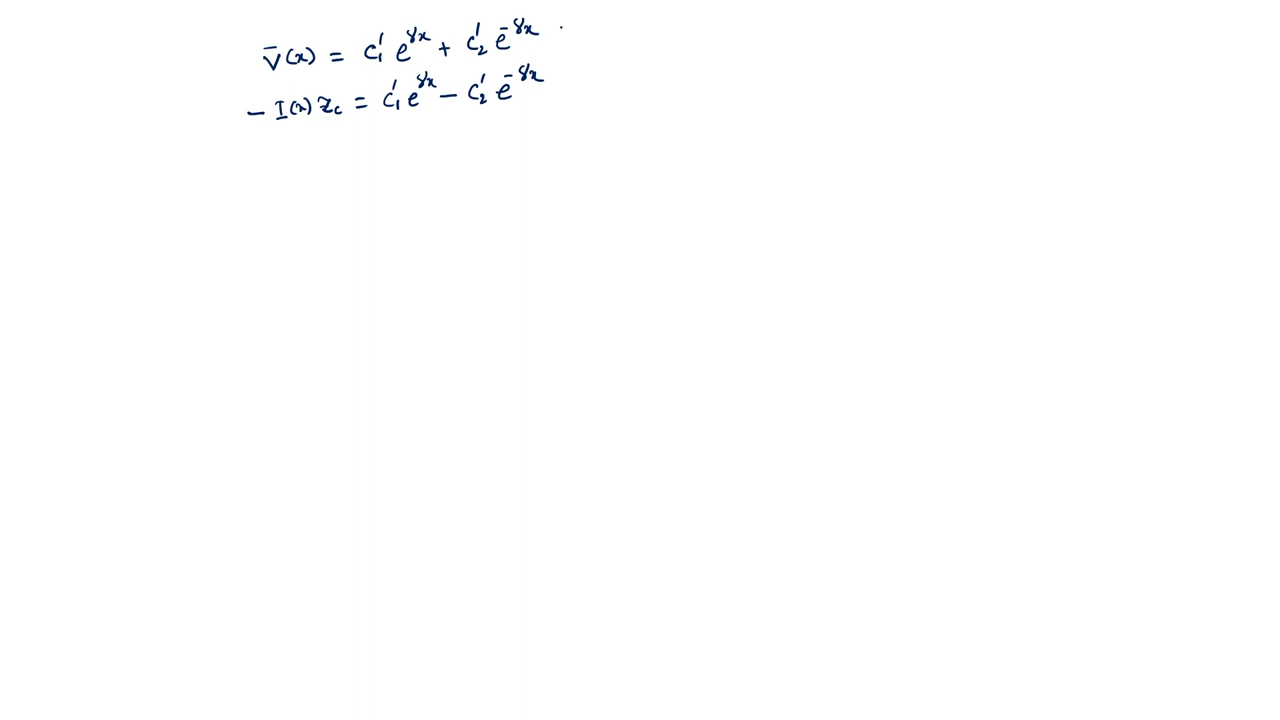 V̄(x) = C₁' e^{γx} + C₂' e^{-γx}
- I(x) Z_c = C₁' e^{γx} - C₂' e^{-γx}